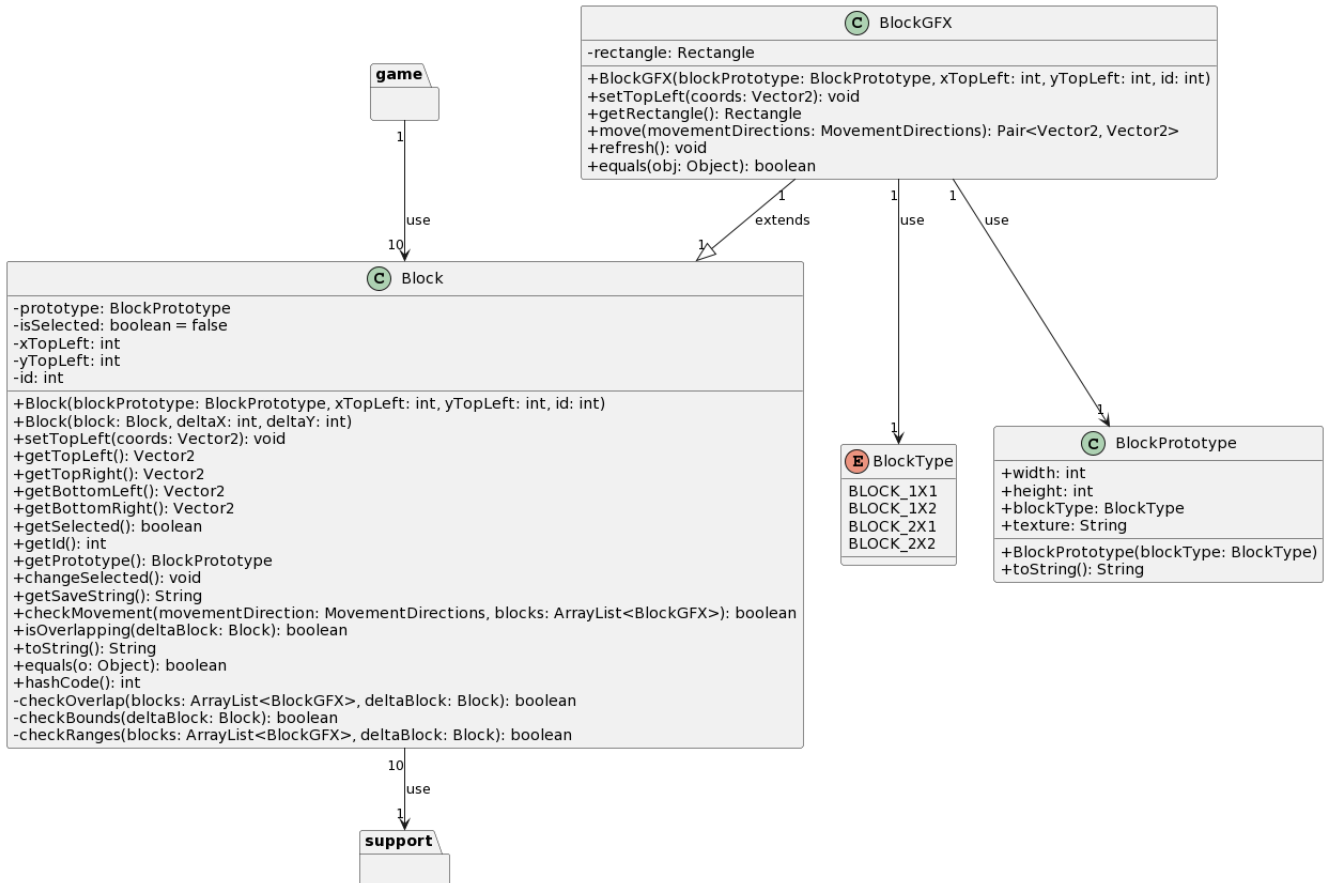 BlockGFX
-rectangle: Rectangle
+BlockGFX(blockPrototype: BlockPrototype, xTopLeft: int, yTopLeft: int, id: int)
+setTopLeft(coords: Vector2): void
+getRectangle(): Rectangle
+move(movementDirections: MovementDirections): Pair<Vector2, Vector2>
+refresh(): void
+equals(obj: Object): boolean
game
1
use
10
1
extends
1
1
use
1
1
use
1
Block
-prototype: BlockPrototype
-isSelected: boolean = false
-xTopLeft: int
-yTopLeft: int
-id: int
+Block(blockPrototype: BlockPrototype, xTopLeft: int, yTopLeft: int, id: int)
+Block(block: Block, deltaX: int, deltaY: int)
+setTopLeft(coords: Vector2): void
+getTopLeft(): Vector2
+getTopRight(): Vector2
+getBottomLeft(): Vector2
+getBottomRight(): Vector2
+getSelected(): boolean
+getId(): int
+getPrototype(): BlockPrototype
+changeSelected(): void
+getSaveString(): String
+checkMovement(movementDirection: MovementDirections, blocks: ArrayList<BlockGFX>): boolean
+isOverlapping(deltaBlock: Block): boolean
+toString(): String
+equals(o: Object): boolean
+hashCode(): int
-checkOverlap(blocks: ArrayList<BlockGFX>, deltaBlock: Block): boolean
-checkBounds(deltaBlock: Block): boolean
-checkRanges(blocks: ArrayList<BlockGFX>, deltaBlock: Block): boolean
C
C
E
BlockType
BLOCK_1X1
BLOCK_1X2
BLOCK_2X1
BLOCK_2X2
C
BlockPrototype
+width: int
+height: int
+blockType: BlockType
+texture: String
+BlockPrototype(blockType: BlockType)
+toString(): String
10
use
1
support